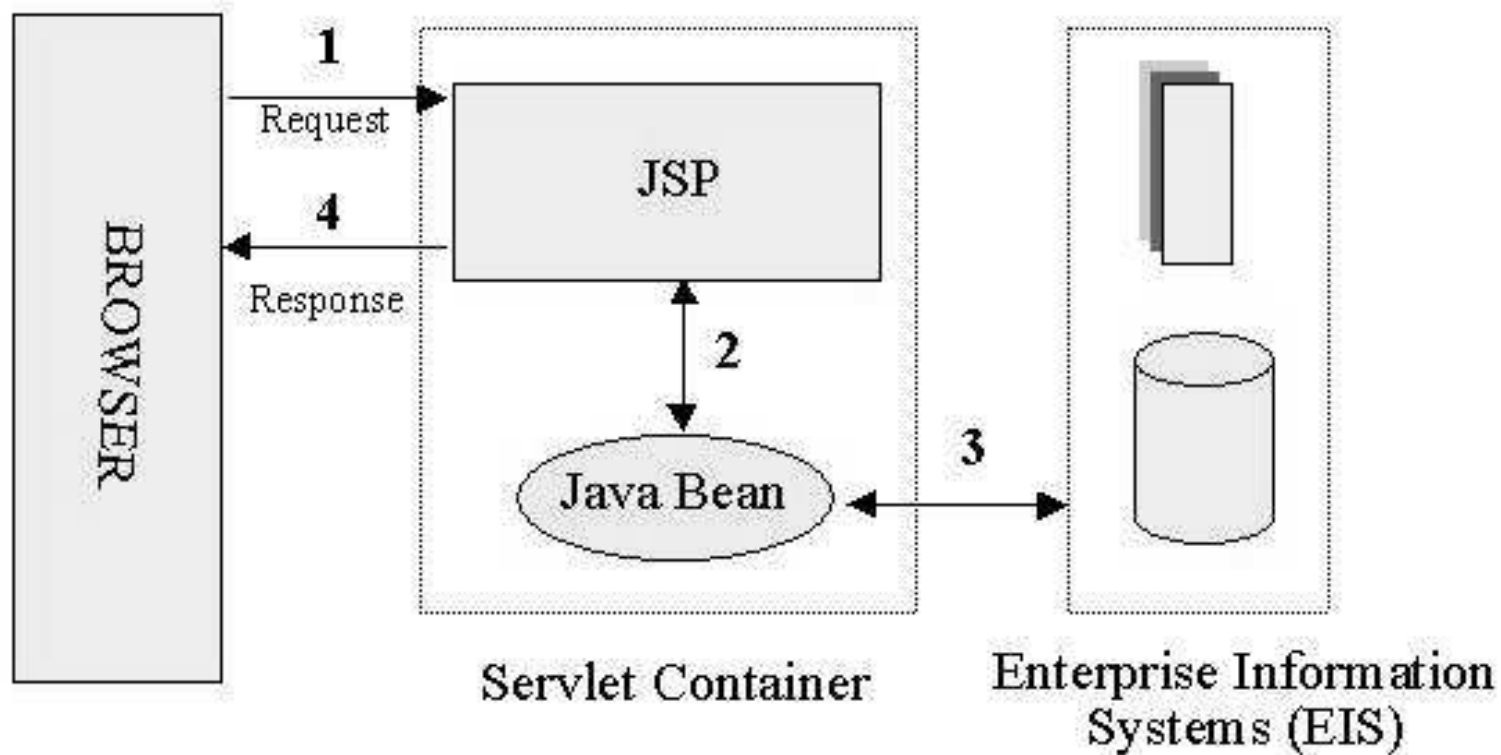 BROWSER
1
Request
4
Response
JSP
2
Java Bean
3
Servlet Container
Enterprise Information
Systems (EIS)